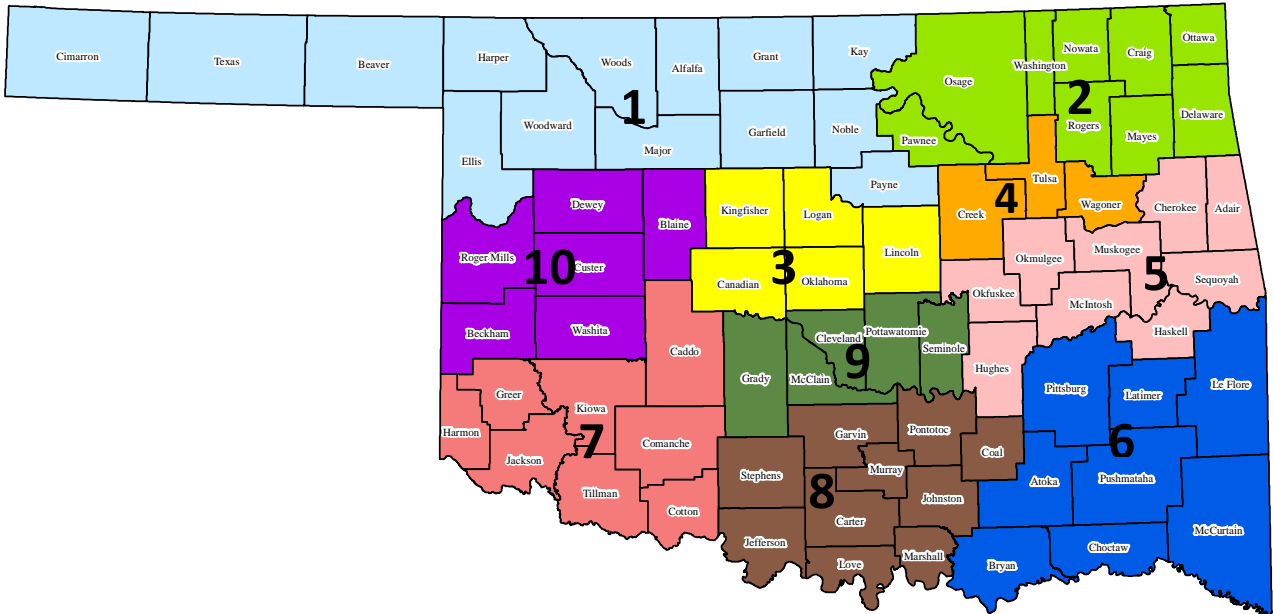 Cimarron
Texas
Beaver
Harper
Woods
Alfalfa
Grant
Kay
Osage
Washington
Nowata
Craig
Ottawa
Ellis
Woodward
1
Major
Garfield
Noble
Pawnee
2
Rogers
Mayes
Delaware
Dewey
Blaine
Kingfisher
Logan
Payne
Creek
4
Tulsa
Wagoner
Cherokee
Adair
Roger Mills
10
Custer
Canadian
3
Oklahoma
Lincoln
Okmulgee
Muskogee
5
Sequoyah
Okfuskee
McIntosh
Beckham
Washita
Caddo
Grady
McClain
Cleveland
9
Pottawatomie
Seminole
Hughes
Haskell
Pittsburg
Latimer
Le Flore
Harmon
Greer
Kiowa
7
Jackson
Comanche
Tillman
Cotton
Stephens
Garvin
Murray
Pontotoc
Coal
8
Carter
Johnston
Jefferson
Love
Marshall
Atoka
6
Pushmataha
McCurtain
Bryan
Choctaw